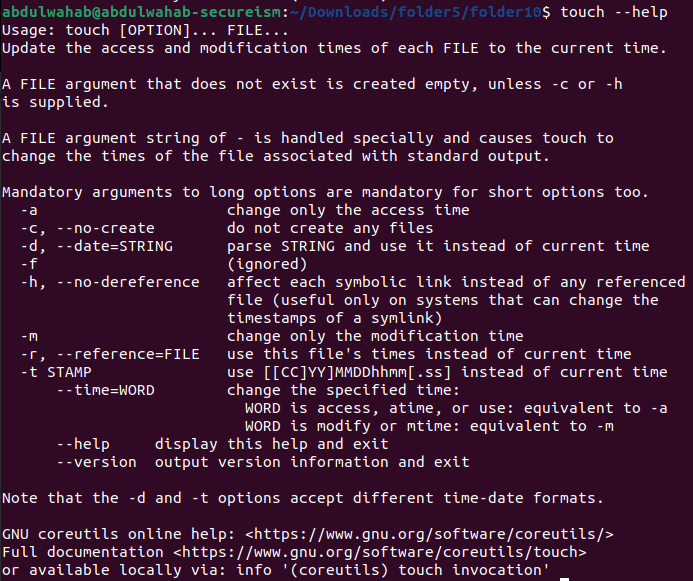 abdulwahab@abdulwahab-secureism:~/Downloads/folder5/folder10$ touch --help
Usage: touch [OPTION]... FILE...
Update the access and modification times of each FILE to the current time.

A FILE argument that does not exist is created empty, unless -c or -h
is supplied.

A FILE argument string of - is handled specially and causes touch to
change the times of the file associated with standard output.

Mandatory arguments to long options are mandatory for short options too.
  -a                     change only the access time
  -c, --no-create        do not create any files
  -d, --date=STRING      parse STRING and use it instead of current time
  -f                     (ignored)
  -h, --no-dereference   affect each symbolic link instead of any referenced
                         file (useful only on systems that can change the
                         timestamps of a symlink)
  -m                     change only the modification time
  -r, --reference=FILE   use this file's times instead of current time
  -t STAMP               use [[CC]YY]MMDDhhmm[.ss] instead of current time
      --time=WORD        change the specified time:
                           WORD is access, atime, or use: equivalent to -a
                           WORD is modify or mtime: equivalent to -m
      --help     display this help and exit
      --version  output version information and exit

Note that the -d and -t options accept different time-date formats.

GNU coreutils online help: <https://www.gnu.org/software/coreutils/>
Full documentation <https://www.gnu.org/software/coreutils/touch>
or available locally via: info '(coreutils) touch invocation'